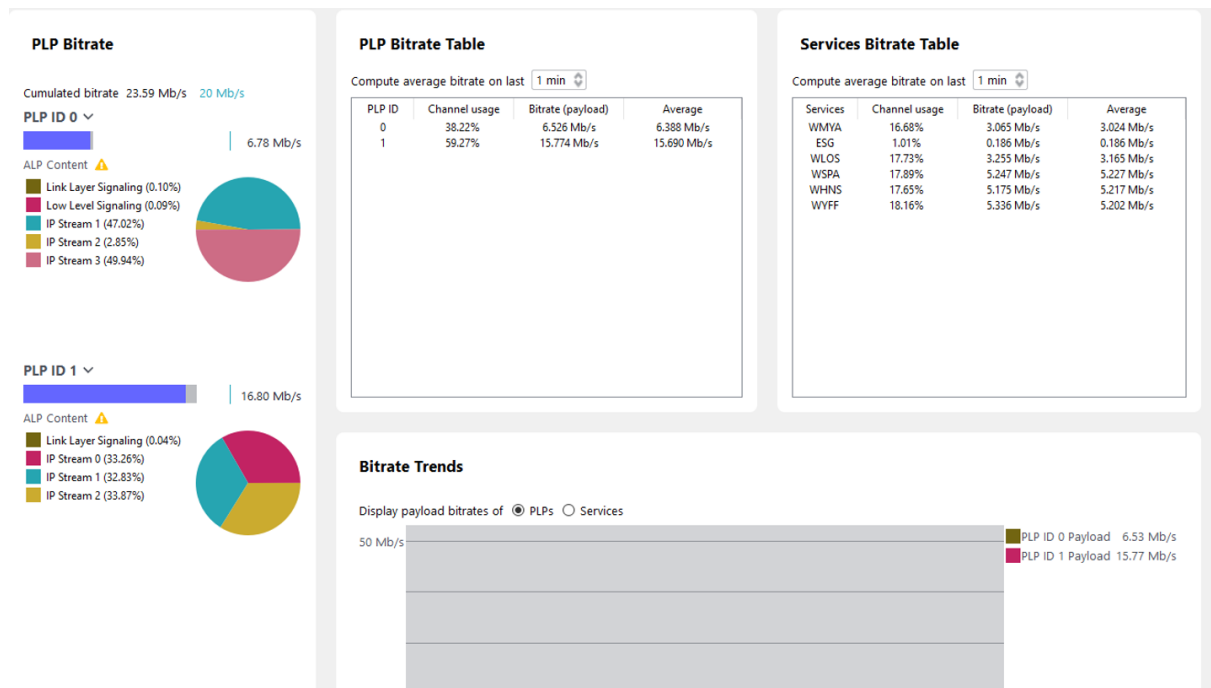 PLP Bitrate
Cumulated bitrate 23.59 Mb/s 20 Mb/s
PLP ID 0
6.78 Mb/s
ALP Content
Link Layer Signaling (0.10%)
Low Level Signaling (0.09%)
IP Stream 1 (47.02%)
IP Stream 2 (2.85%)
IP Stream 3 (49.94%)
PLP ID 1
16.80 Mb/s
ALP Content
Link Layer Signaling (0.04%)
IP Stream 0 (33.26%)
IP Stream 1 (32.83%)
IP Stream 2 (33.87%)
PLP Bitrate Table
Compute average bitrate on last 1 min
PLP ID Channel usage Bitrate (payload) Average
0 38.22% 6.526 Mb/s 6.388 Mb/s
1 59.27% 15.774 Mb/s 15.690 Mb/s
Services Bitrate Table
Compute average bitrate on last 1 min
Services Channel usage Bitrate (payload) Average
WMYA 16.68% 3.065 Mb/s 3.024 Mb/s
ESG 1.01% 0.186 Mb/s 0.186 Mb/s
WLOS 17.73% 3.255 Mb/s 3.165 Mb/s
WSPA 17.89% 5.247 Mb/s 5.227 Mb/s
WHNS 17.65% 5.175 Mb/s 5.217 Mb/s
WYFF 18.16% 5.336 Mb/s 5.202 Mb/s
Bitrate Trends
Display payload bitrates of PLPs Services
50 Mb/s
PLP ID 0 Payload 6.53 Mb/s
PLP ID 1 Payload 15.77 Mb/s